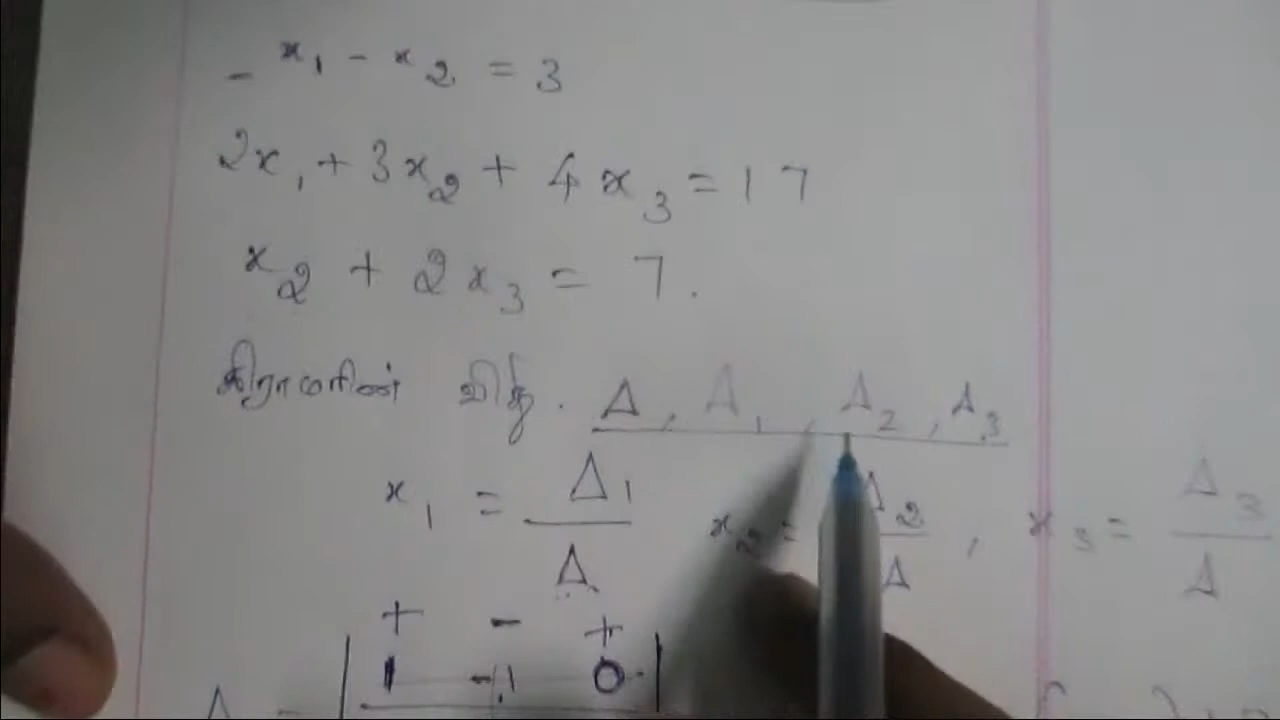 - x₁ - x₂ = 3
2x₁ + 3x₂ + 4x₃ = 17
x₂ + 2x₃ = 7.
கிராமரின் விதி. Δ, Δ₁, Δ₂, Δ₃
x₁ = Δ₁/Δ x₂ = Δ₂/Δ, x₃ = Δ₃/Δ
+ - +
Δ = | 1 -1 0 |